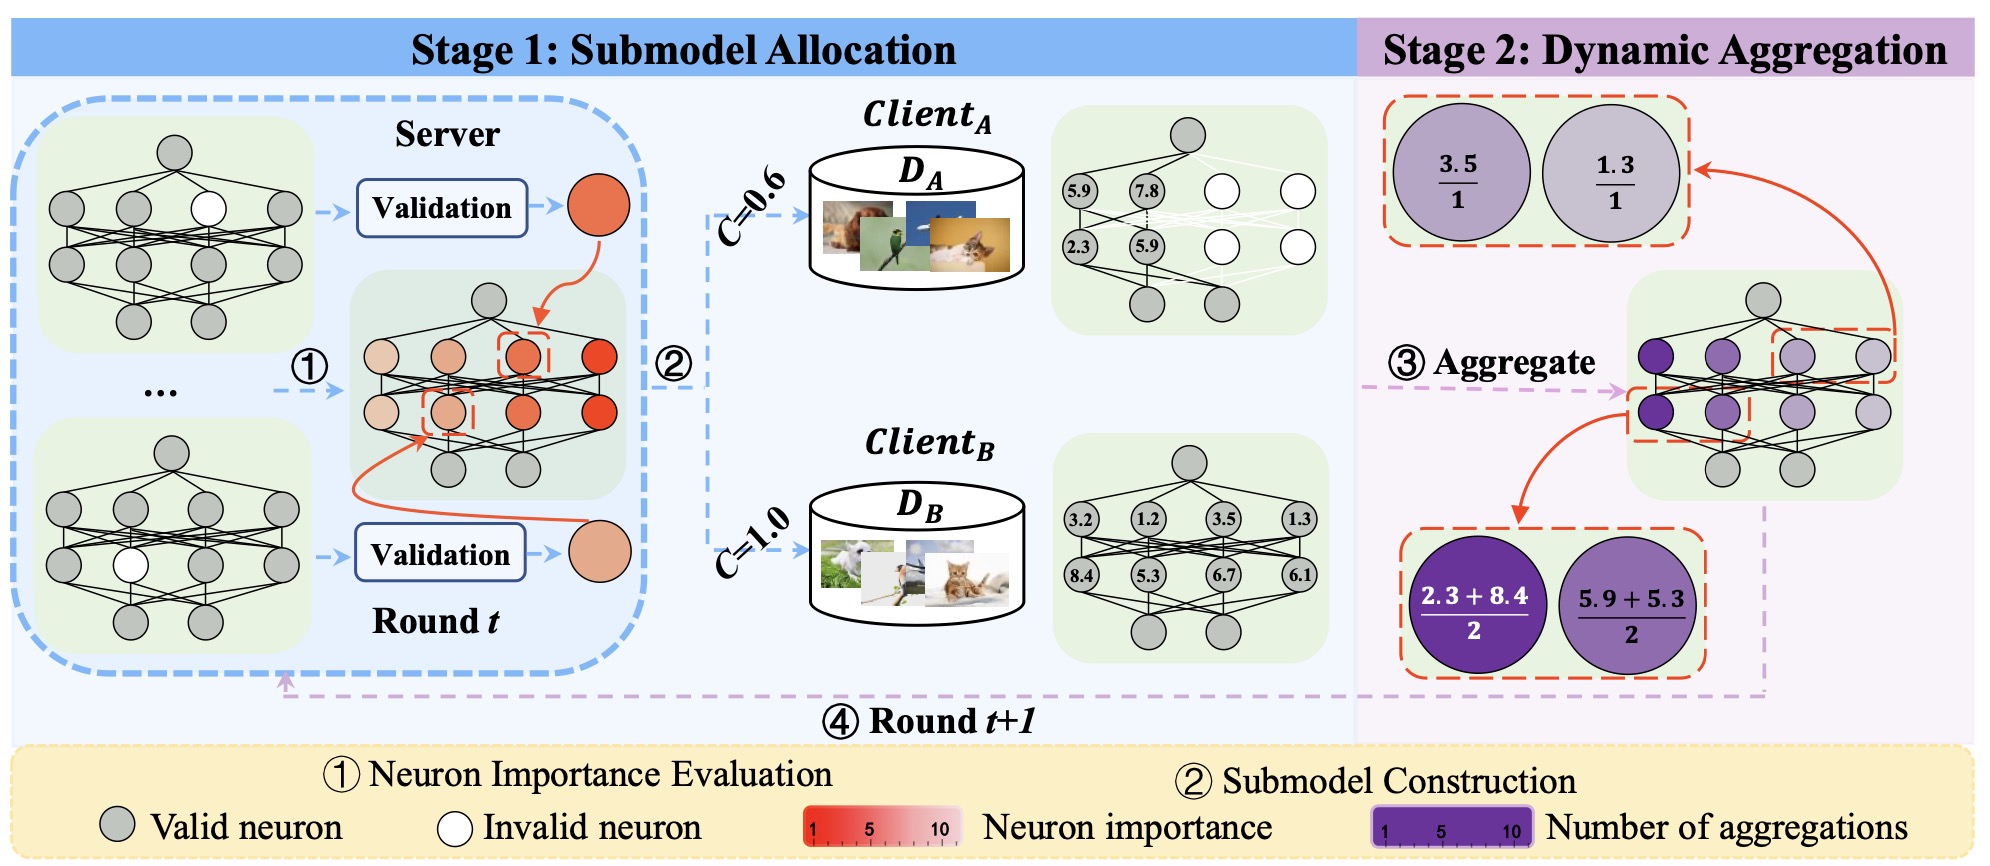 Stage 1: Submodel Allocation
Stage 2: Dynamic Aggregation
Server
Validation
①
...
Validation
Round t
②
C=0.6
Client_A
D_A
5.9 7.8
2.3 5.9
C=1.0
Client_B
D_B
3.2 1.2 3.5 1.3
8.4 5.3 6.7 6.1
3.5
1
1.3
1
③ Aggregate
2.3 + 8.4
2
5.9 + 5.3
2
④ Round t+1
① Neuron Importance Evaluation
② Submodel Construction
Valid neuron
Invalid neuron
1 5 10
Neuron importance
1 5 10
Number of aggregations